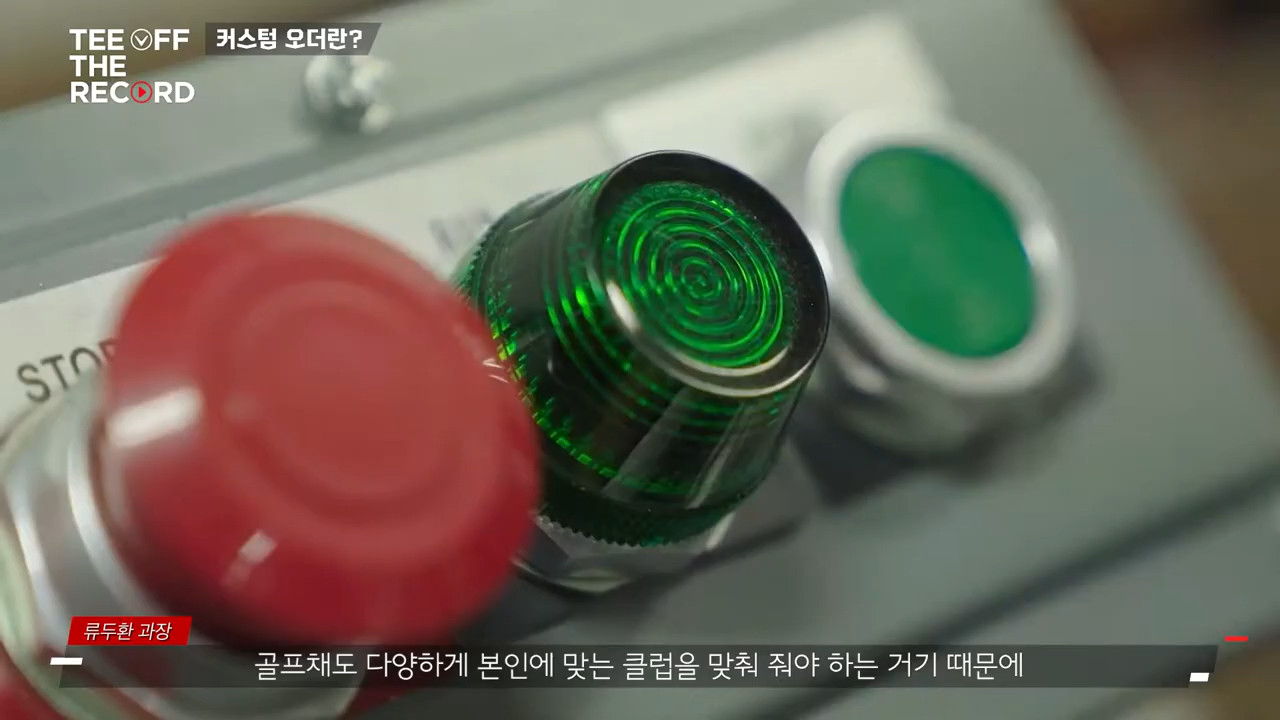 TEE OFF
THE
RECORD
커스텀 오더란?
STOP
류두환 과장
골프채도 다양하게 본인에 맞는 클럽을 맞춰 줘야 하는 거기 때문에